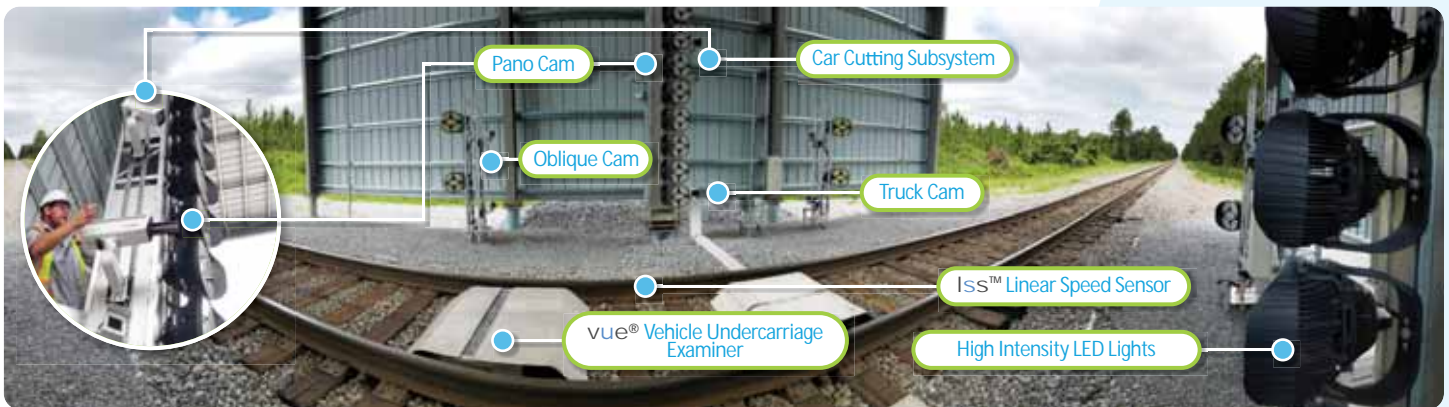 Pano Cam
Car Cutting Subsystem
Oblique Cam
Truck Cam
lss™ Linear Speed Sensor
vue® Vehicle Undercarriage
Examiner
High Intensity LED Lights